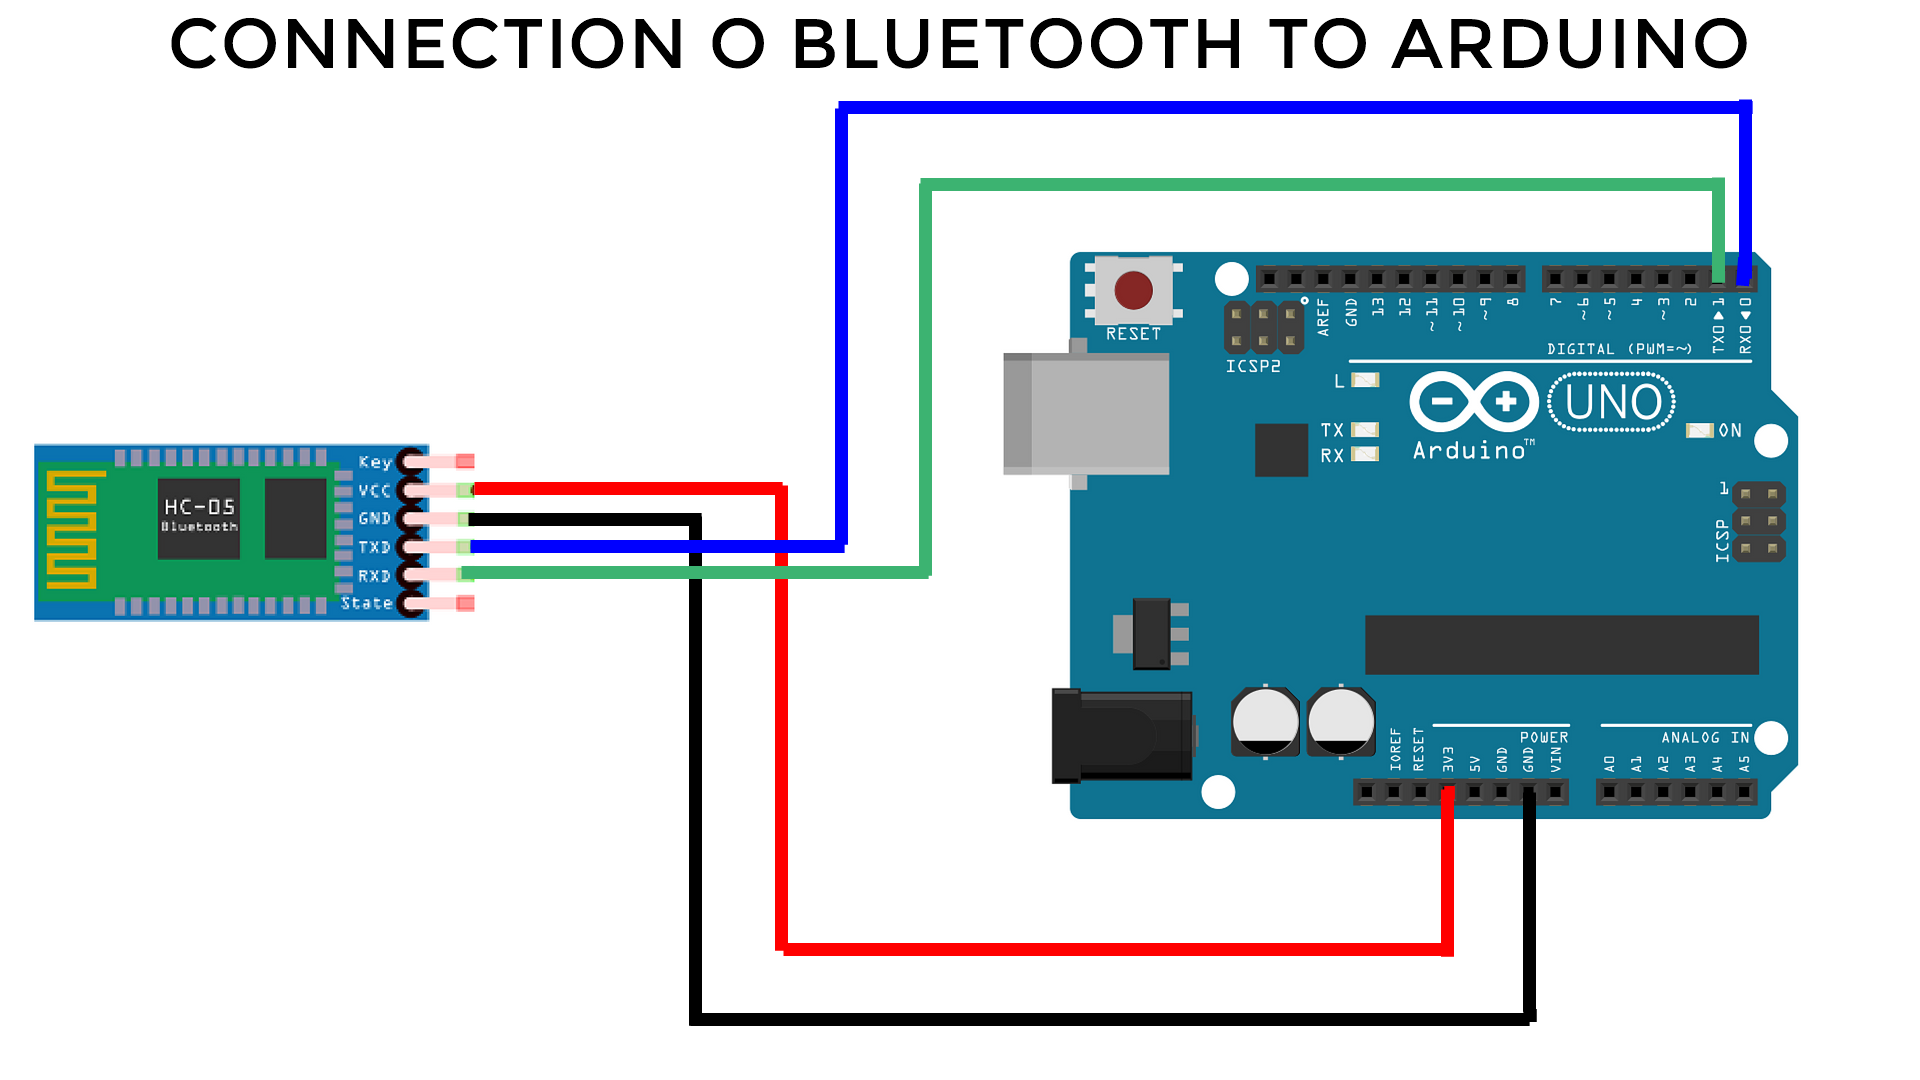 CONNECTION O BLUETOOTH TO ARDUINO
HC-05
Bluetooth
Key
VCC
GND
TXD
RXD
State
RESET
ICSP2
AREF
GND
13
12
~11
~10
~9
8
7
~6
~5
4
~3
2
TX0▶1
RX0◀0
DIGITAL (PWM=~)
L
TX
RX
Arduino™
UNO
ON
1
ICSP
IOREF
RESET
3V3
5V
GND
GND
VIN
POWER
ANALOG IN
A0
A1
A2
A3
A4
A5